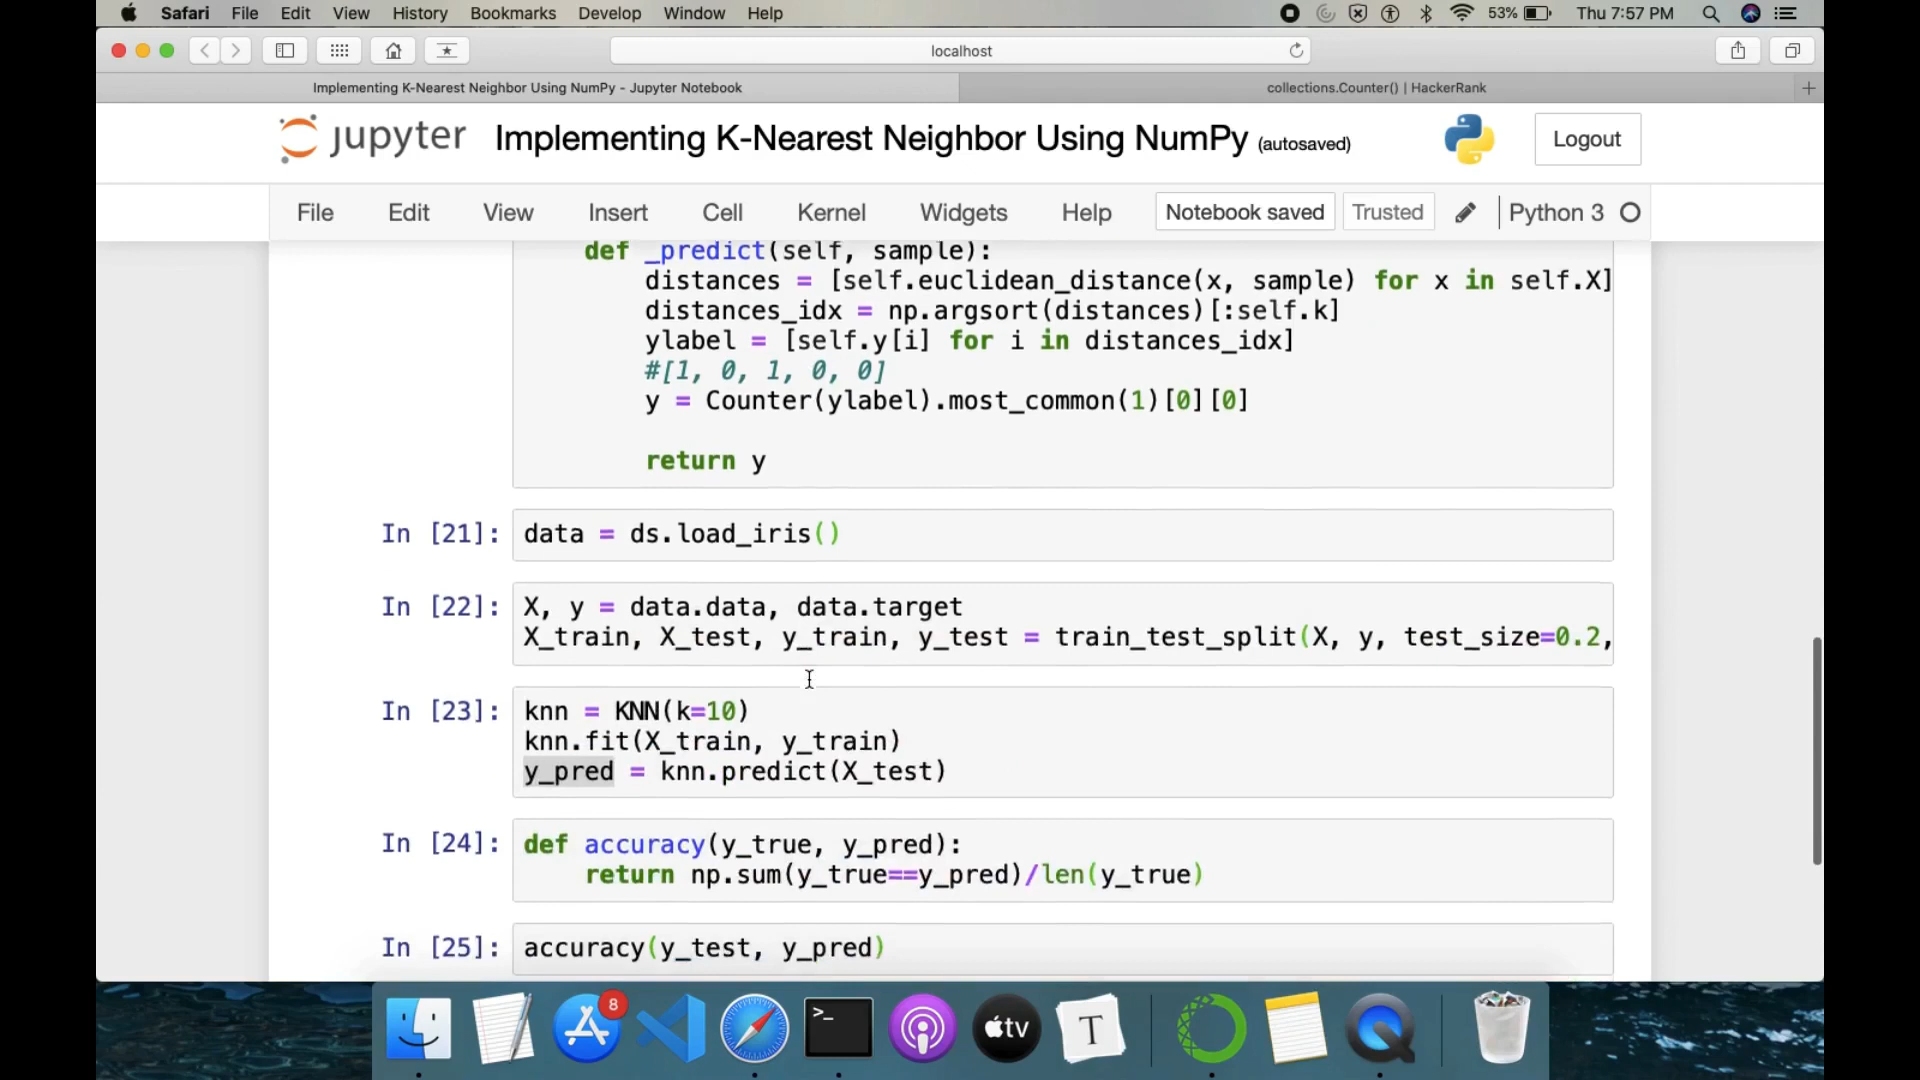 Safari File Edit View History Bookmarks Develop Window Help 53% Thu 7:57 PM
localhost
Implementing K-Nearest Neighbor Using NumPy - Jupyter Notebook
collections.Counter() | HackerRank
jupyter Implementing K-Nearest Neighbor Using NumPy (autosaved) Logout
File Edit View Insert Cell Kernel Widgets Help Notebook saved Trusted Python 3
def _predict(self, sample):
distances = [self.euclidean_distance(x, sample) for x in self.X]
distances_idx = np.argsort(distances)[:self.k]
ylabel = [self.y[i] for i in distances_idx]
#[1, 0, 1, 0, 0]
y = Counter(ylabel).most_common(1)[0][0]
return y
In [21]: data = ds.load_iris()
In [22]: X, y = data.data, data.target
X_train, X_test, y_train, y_test = train_test_split(X, y, test_size=0.2,
In [23]: knn = KNN(k=10)
knn.fit(X_train, y_train)
y_pred = knn.predict(X_test)
In [24]: def accuracy(y_true, y_pred):
return np.sum(y_true==y_pred)/len(y_true)
In [25]: accuracy(y_test, y_pred)
8
>_
tv
T